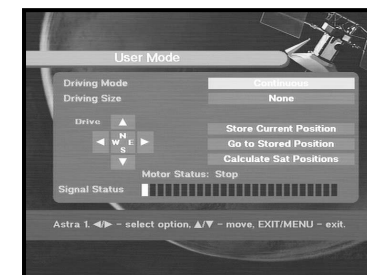 User Mode
Driving Mode Continuous
Driving Size None
Drive ▲
◄ N W E S ►
▼
Store Current Position
Go to Stored Position
Calculate Sat Positions
Motor Status: Stop
Signal Status
Astra 1. ◄/► – select option, ▲/▼ – move, EXIT/MENU – exit.